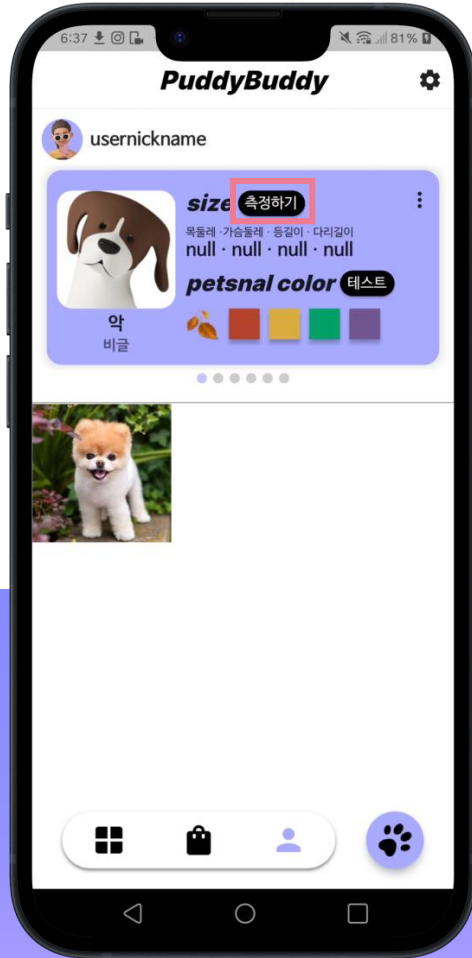 6:37 81%
PuddyBuddy
usernickname
size 측정하기
목둘레 · 가슴둘레 · 등길이 · 다리길이
null · null · null · null
petsnal color 테스트
악
비글